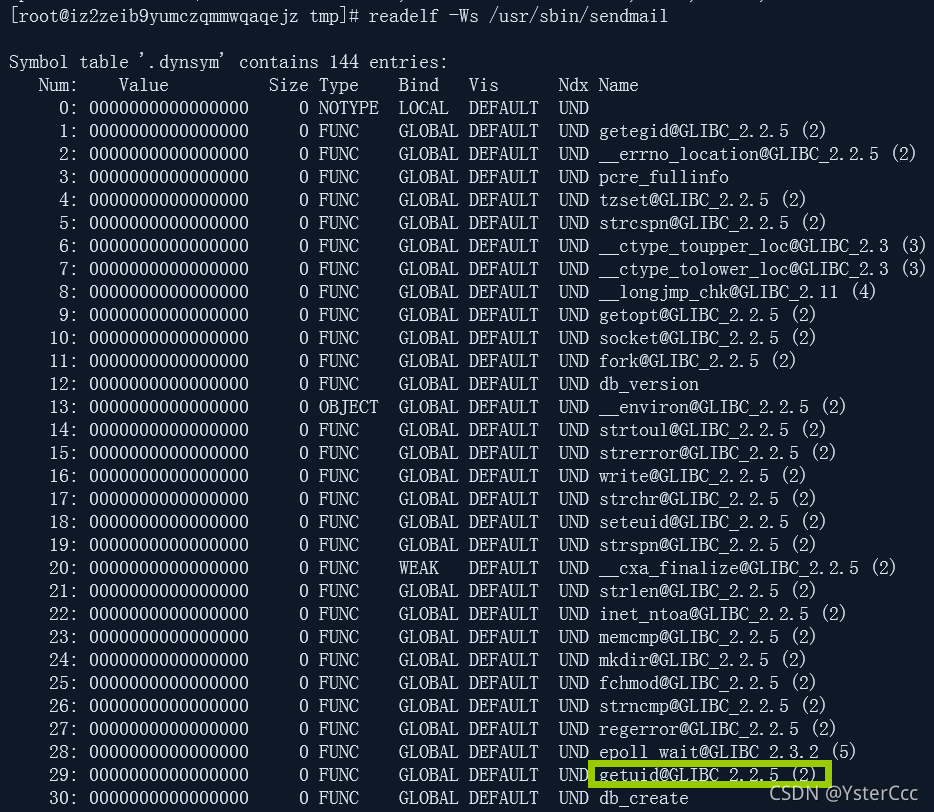 [root@iz2zeib9yumczqmmwqaqejz tmp]# readelf -Ws /usr/sbin/sendmail
Symbol table '.dynsym' contains 144 entries:
Num: Value Size Type Bind Vis Ndx Name
0: 0000000000000000 0 NOTYPE LOCAL DEFAULT UND
1: 0000000000000000 0 FUNC GLOBAL DEFAULT UND getegid@GLIBC_2.2.5 (2)
2: 0000000000000000 0 FUNC GLOBAL DEFAULT UND __errno_location@GLIBC_2.2.5 (2)
3: 0000000000000000 0 FUNC GLOBAL DEFAULT UND pcre_fullinfo
4: 0000000000000000 0 FUNC GLOBAL DEFAULT UND tzset@GLIBC_2.2.5 (2)
5: 0000000000000000 0 FUNC GLOBAL DEFAULT UND strcspn@GLIBC_2.2.5 (2)
6: 0000000000000000 0 FUNC GLOBAL DEFAULT UND __ctype_toupper_loc@GLIBC_2.3 (3)
7: 0000000000000000 0 FUNC GLOBAL DEFAULT UND __ctype_tolower_loc@GLIBC_2.3 (3)
8: 0000000000000000 0 FUNC GLOBAL DEFAULT UND __longjmp_chk@GLIBC_2.11 (4)
9: 0000000000000000 0 FUNC GLOBAL DEFAULT UND getopt@GLIBC_2.2.5 (2)
10: 0000000000000000 0 FUNC GLOBAL DEFAULT UND socket@GLIBC_2.2.5 (2)
11: 0000000000000000 0 FUNC GLOBAL DEFAULT UND fork@GLIBC_2.2.5 (2)
12: 0000000000000000 0 FUNC GLOBAL DEFAULT UND db_version
13: 0000000000000000 0 OBJECT GLOBAL DEFAULT UND __environ@GLIBC_2.2.5 (2)
14: 0000000000000000 0 FUNC GLOBAL DEFAULT UND strtoul@GLIBC_2.2.5 (2)
15: 0000000000000000 0 FUNC GLOBAL DEFAULT UND strerror@GLIBC_2.2.5 (2)
16: 0000000000000000 0 FUNC GLOBAL DEFAULT UND write@GLIBC_2.2.5 (2)
17: 0000000000000000 0 FUNC GLOBAL DEFAULT UND strchr@GLIBC_2.2.5 (2)
18: 0000000000000000 0 FUNC GLOBAL DEFAULT UND seteuid@GLIBC_2.2.5 (2)
19: 0000000000000000 0 FUNC GLOBAL DEFAULT UND strspn@GLIBC_2.2.5 (2)
20: 0000000000000000 0 FUNC WEAK DEFAULT UND __cxa_finalize@GLIBC_2.2.5 (2)
21: 0000000000000000 0 FUNC GLOBAL DEFAULT UND strlen@GLIBC_2.2.5 (2)
22: 0000000000000000 0 FUNC GLOBAL DEFAULT UND inet_ntoa@GLIBC_2.2.5 (2)
23: 0000000000000000 0 FUNC GLOBAL DEFAULT UND memcmp@GLIBC_2.2.5 (2)
24: 0000000000000000 0 FUNC GLOBAL DEFAULT UND mkdir@GLIBC_2.2.5 (2)
25: 0000000000000000 0 FUNC GLOBAL DEFAULT UND fchmod@GLIBC_2.2.5 (2)
26: 0000000000000000 0 FUNC GLOBAL DEFAULT UND strncmp@GLIBC_2.2.5 (2)
27: 0000000000000000 0 FUNC GLOBAL DEFAULT UND regerror@GLIBC_2.2.5 (2)
28: 0000000000000000 0 FUNC GLOBAL DEFAULT UND epoll_wait@GLIBC_2.3.2 (5)
29: 0000000000000000 0 FUNC GLOBAL DEFAULT UND getuid@GLIBC_2.2.5 (2)
30: 0000000000000000 0 FUNC GLOBAL DEFAULT UND db_create
CSDN @YsterCcc